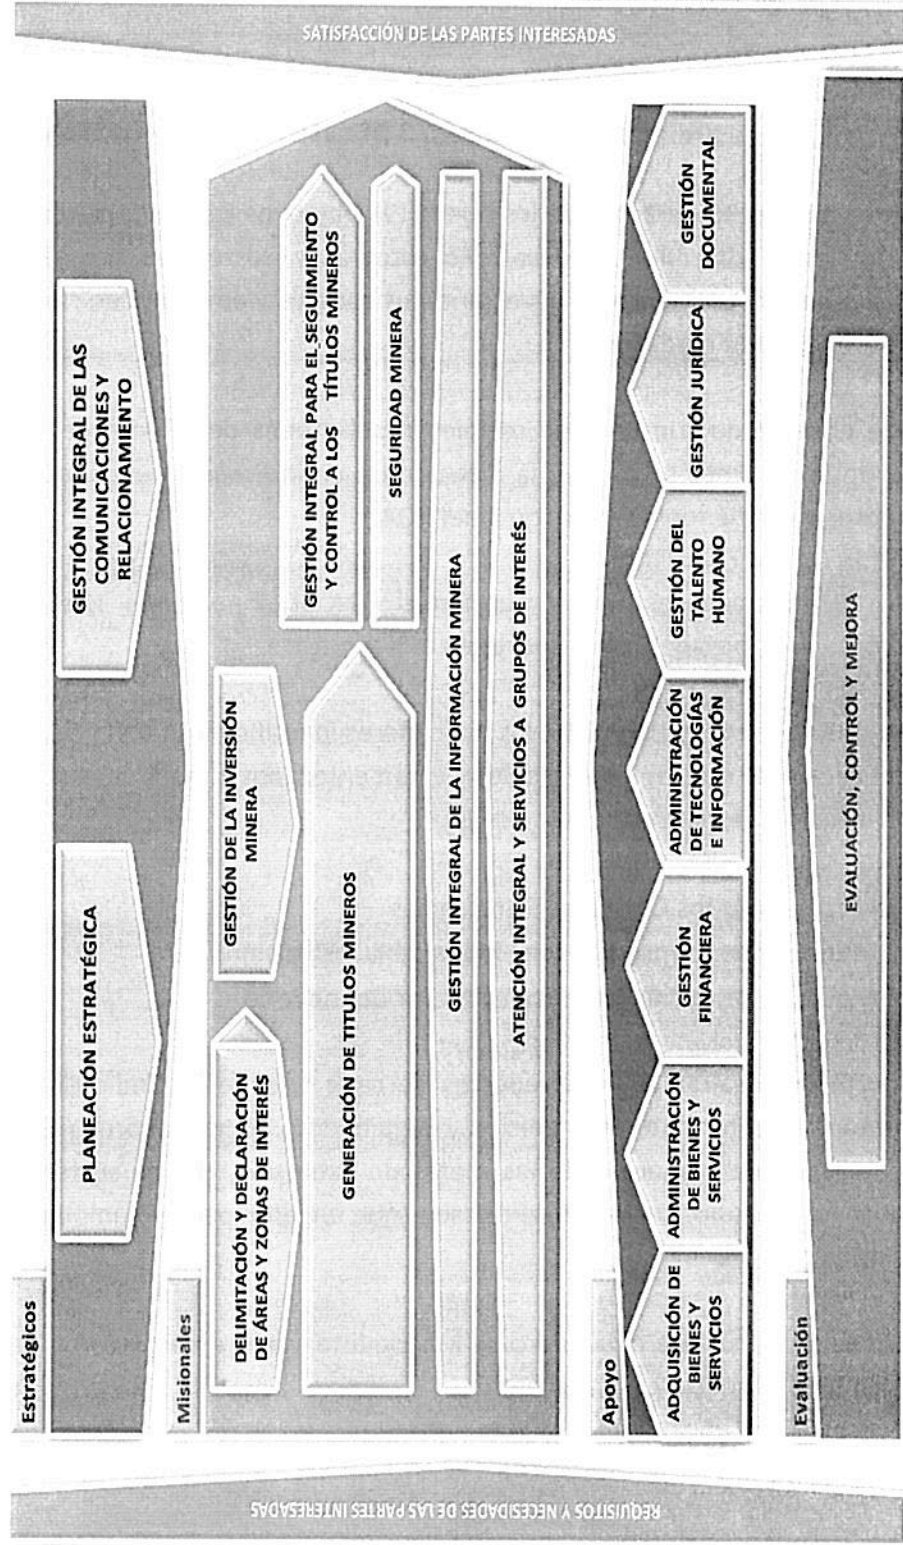 REQUISITOS Y NECESIDADES DE LAS PARTES INTERESADAS
Estratégicos
PLANEACIÓN ESTRATÉGICA
GESTIÓN INTEGRAL DE LAS
COMUNICACIONES Y
RELACIONAMIENTO
Misionales
DELIMITACIÓN Y DECLARACIÓN
DE ÁREAS Y ZONAS DE INTERÉS
GESTIÓN DE LA INVERSIÓN
MINERA
GENERACIÓN DE TITULOS MINEROS
GESTIÓN INTEGRAL PARA EL SEGUIMIENTO
Y CONTROL A LOS TÍTULOS MINEROS
SEGURIDAD MINERA
GESTIÓN INTEGRAL DE LA INFORMACIÓN MINERA
ATENCIÓN INTEGRAL Y SERVICIOS A GRUPOS DE INTERÉS
Apoyo
ADQUISICIÓN DE
BIENES Y
SERVICIOS
ADMINISTRACIÓN
DE BIENES Y
SERVICIOS
GESTIÓN
FINANCIERA
ADMINISTRACIÓN
DE TECNOLOGÍAS
E INFORMACIÓN
GESTIÓN DEL
TALENTO
HUMANO
GESTIÓN JURÍDICA
GESTIÓN
DOCUMENTAL
Evaluación
EVALUACIÓN, CONTROL Y MEJORA
SATISFACCIÓN DE LAS PARTES INTERESADAS